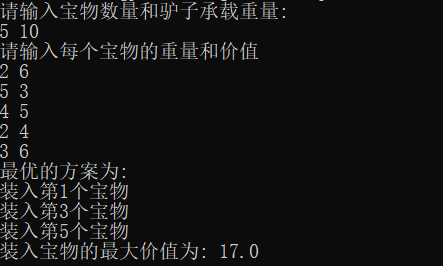 请输入宝物数量和驴子承载重量:
5 10
请输入每个宝物的重量和价值
2 6
5 3
4 5
2 4
3 6
最优的方案为:
装入第1个宝物
装入第3个宝物
装入第5个宝物
装入宝物的最大价值为: 17.0